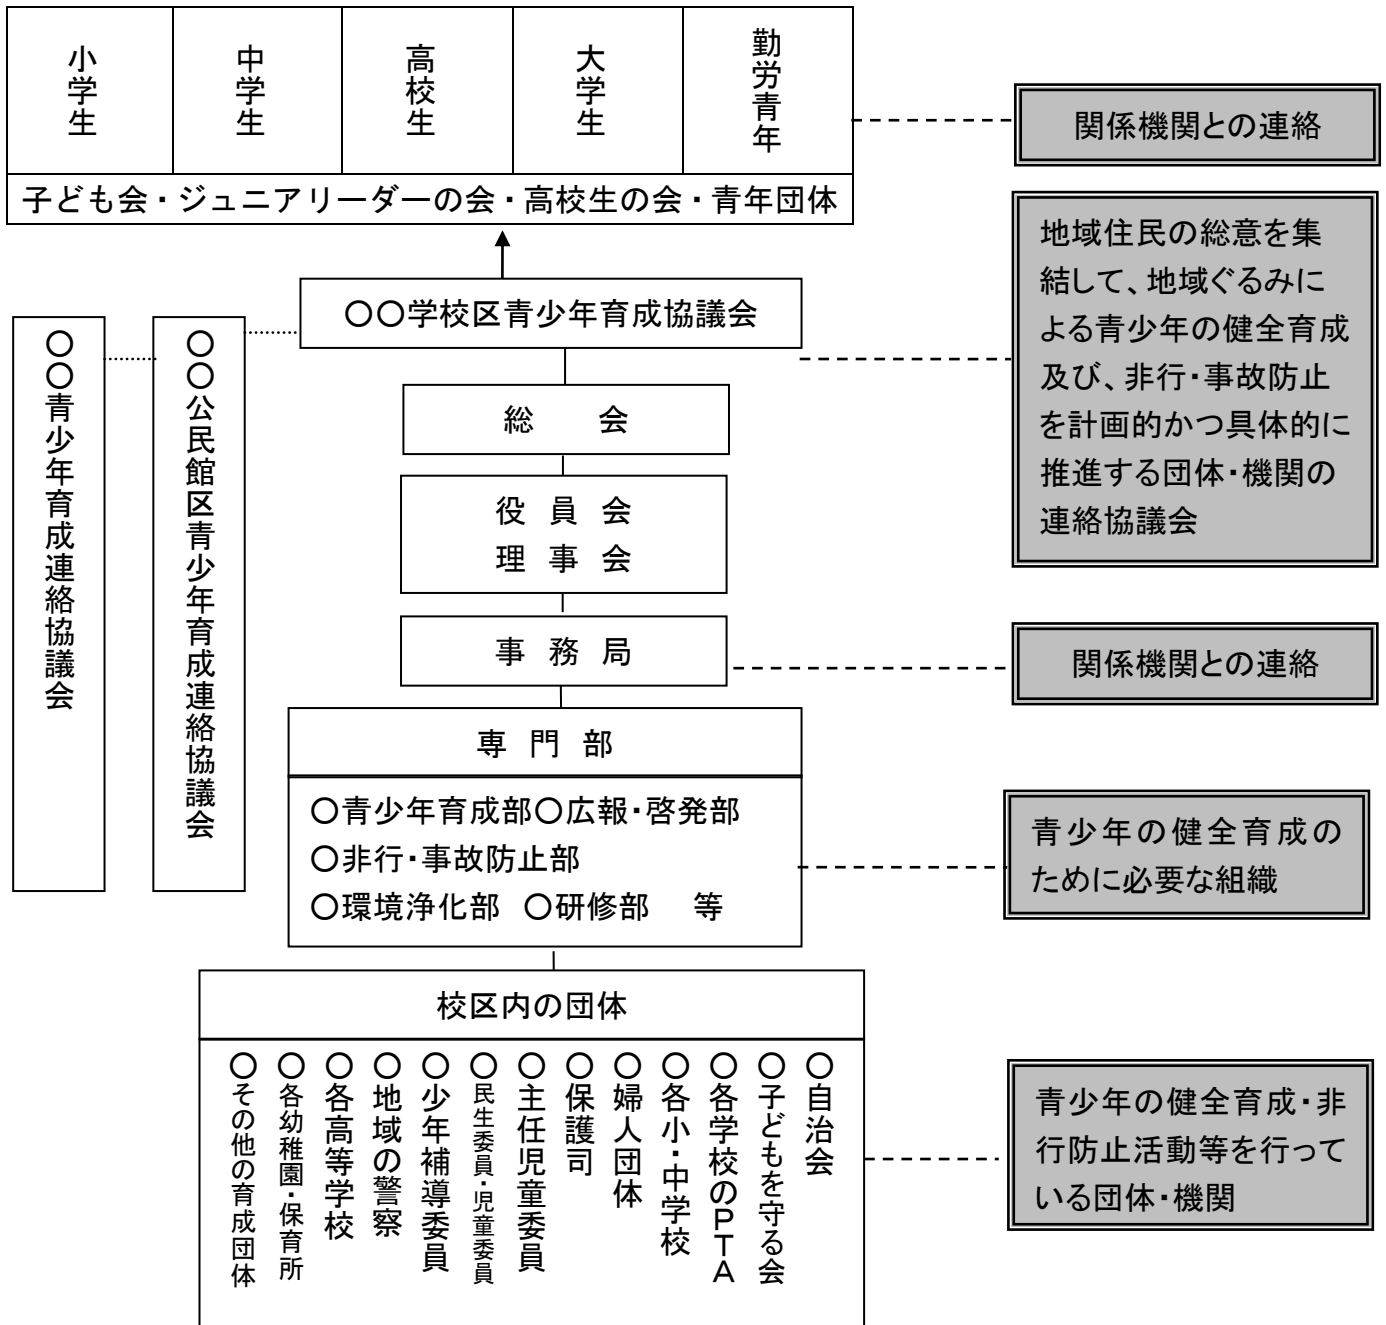 小学生
中学生
高校生
大学生
勤労青年
子ども会・ジュニアリーダーの会・高校生の会・青年団体
関係機関との連絡
〇〇学校区青少年育成協議会
〇〇公民館区青少年育成連絡協議会
〇〇青少年育成連絡協議会
地域住民の総意を集
結して、地域ぐるみに
よる青少年の健全育成
及び、非行・事故防止
を計画的かつ具体的に
推進する団体・機関の
連絡協議会
総会
役員会
理事会
事務局
関係機関との連絡
専門部
〇青少年育成部〇広報・啓発部
〇非行・事故防止部
〇環境浄化部 〇研修部 等
青少年の健全育成の
ために必要な組織
校区内の団体
〇自治会
〇子どもを守る会
〇各学校のPTA
〇各小・中学校
〇婦人団体
〇保護司
〇主任児童委員
〇民生委員・児童委員
〇少年補導委員
〇地域の警察
〇各高等学校
〇各幼稚園・保育所
〇その他の育成団体
青少年の健全育成・非
行防止活動等を行って
いる団体・機関